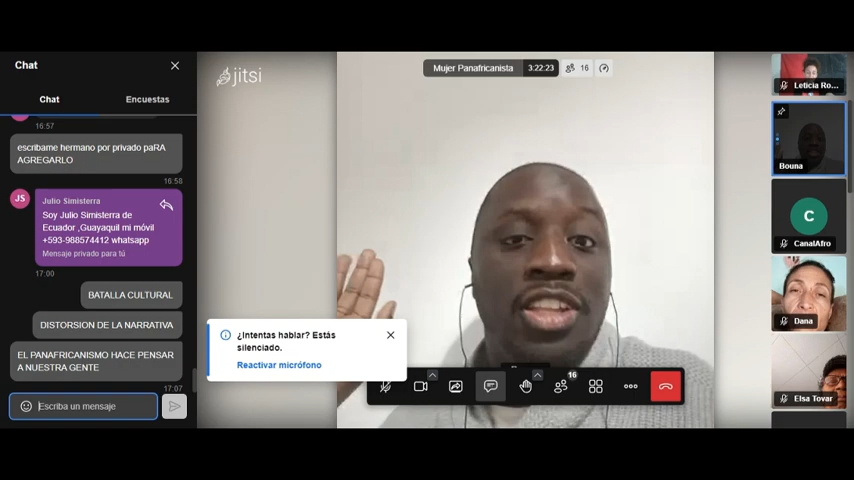 Chat
Chat
Encuestas
16:57
escribame hermano por privado paRA
AGREGARLO
16:58
JS
Julio Simisterra
Soy Julio Simisterra de
Ecuador ,Guayaquil mi móvil
+593-988574412 whatsapp
Mensaje privado para tú
17:00
BATALLA CULTURAL
DISTORSION DE LA NARRATIVA
EL PANAFRICANISMO HACE PENSAR
A NUESTRA GENTE
17:07
Escriba un mensaje
jitsi
Mujer Panafricanista
3:22:23
16
¿Intentas hablar? Estás
silenciado.
Reactivar micrófono
16
Leticia Ro...
Bouna
C
CanalAfro
Dana
Elsa Tovar